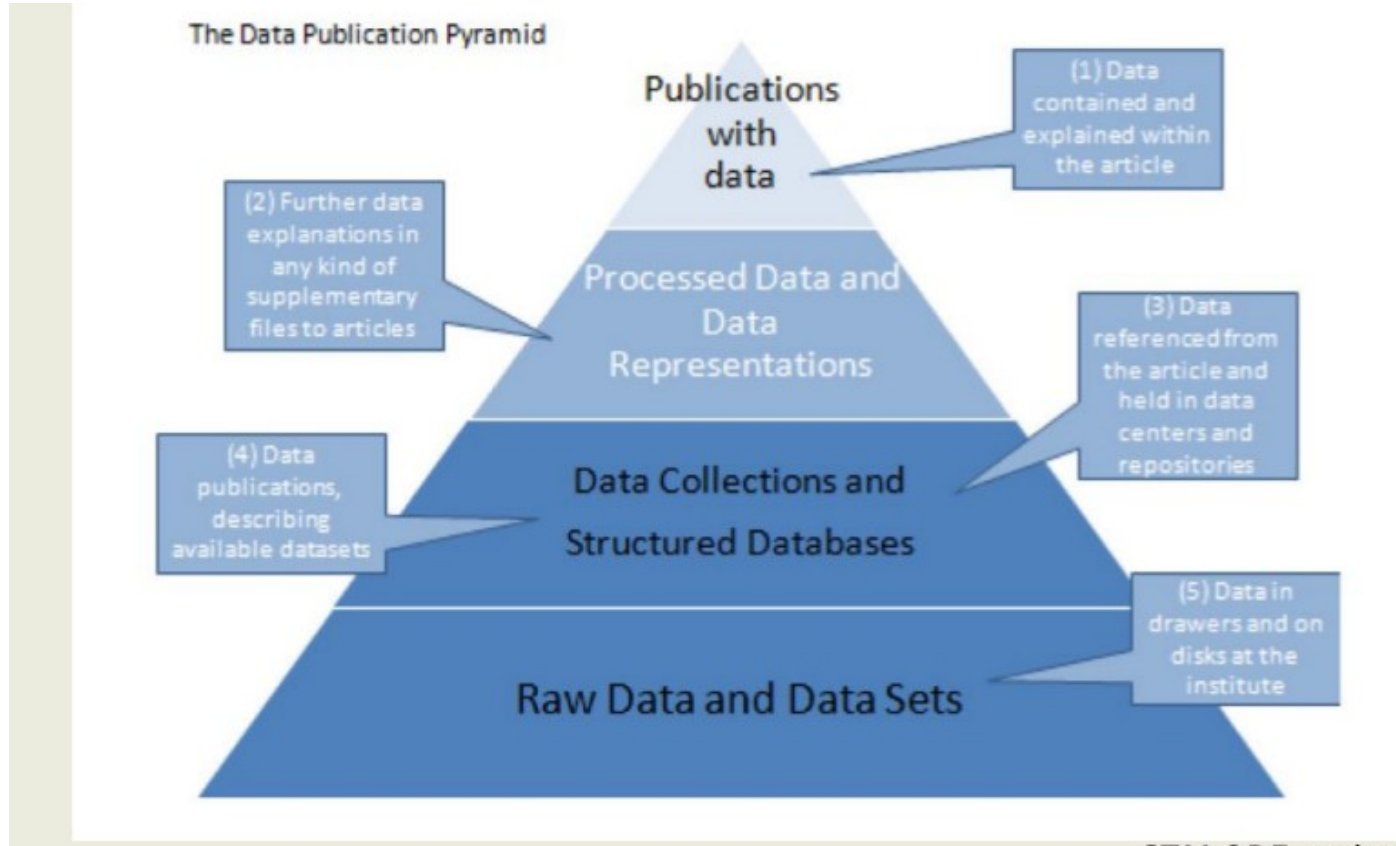 The Data Publication Pyramid
Publications
with
data
(1) Data
contained and
explained within
the article
(2) Further data
explanations in
any kind of
supplementary
files to articles
Processed Data and
Data
Representations
(3) Data
referenced from
the article and
held in data
centers and
repositories
(4) Data
publications,
describing
available datasets
Data Collections and
Structured Databases
(5) Data in
drawers and on
disks at the
institute
Raw Data and Data Sets